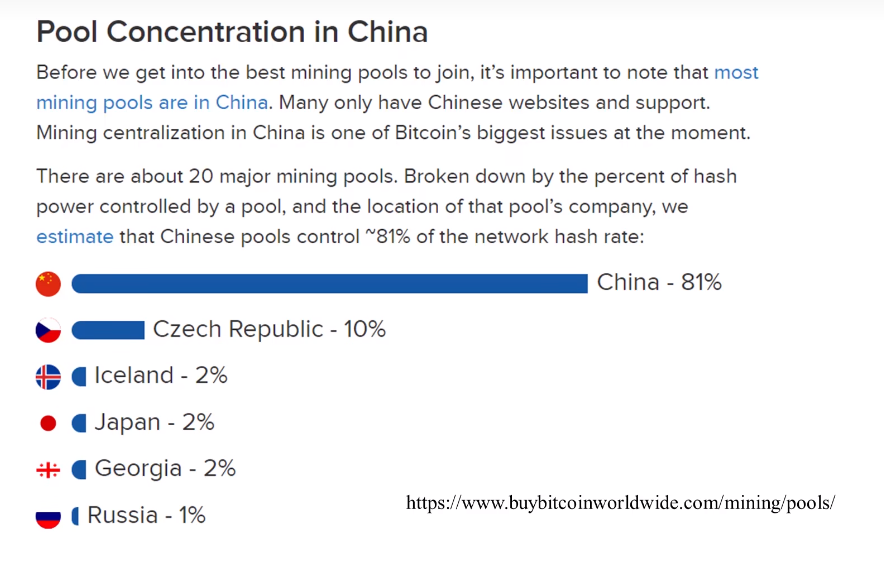 Pool Concentration in China
Before we get into the best mining pools to join, it’s important to note that most
mining pools are in China. Many only have Chinese websites and support.
Mining centralization in China is one of Bitcoin’s biggest issues at the moment.
There are about 20 major mining pools. Broken down by the percent of hash
power controlled by a pool, and the location of that pool’s company, we
estimate that Chinese pools control ~81% of the network hash rate:
China - 81%
Czech Republic - 10%
Iceland - 2%
Japan - 2%
Georgia - 2%
Russia - 1%
https://www.buybitcoinworldwide.com/mining/pools/